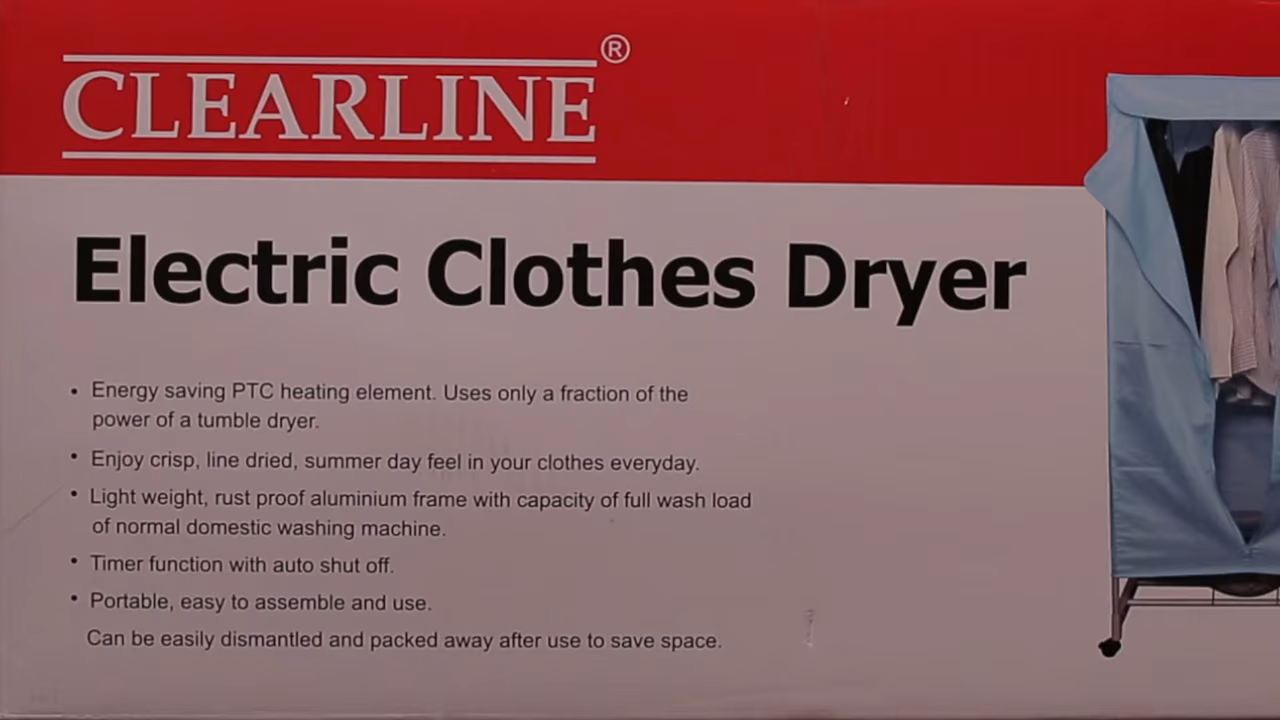 CLEARLINE®
Electric Clothes Dryer
• Energy saving PTC heating element. Uses only a fraction of the
power of a tumble dryer.
• Enjoy crisp, line dried, summer day feel in your clothes everyday.
• Light weight, rust proof aluminium frame with capacity of full wash load
of normal domestic washing machine.
• Timer function with auto shut off.
• Portable, easy to assemble and use.
Can be easily dismantled and packed away after use to save space.